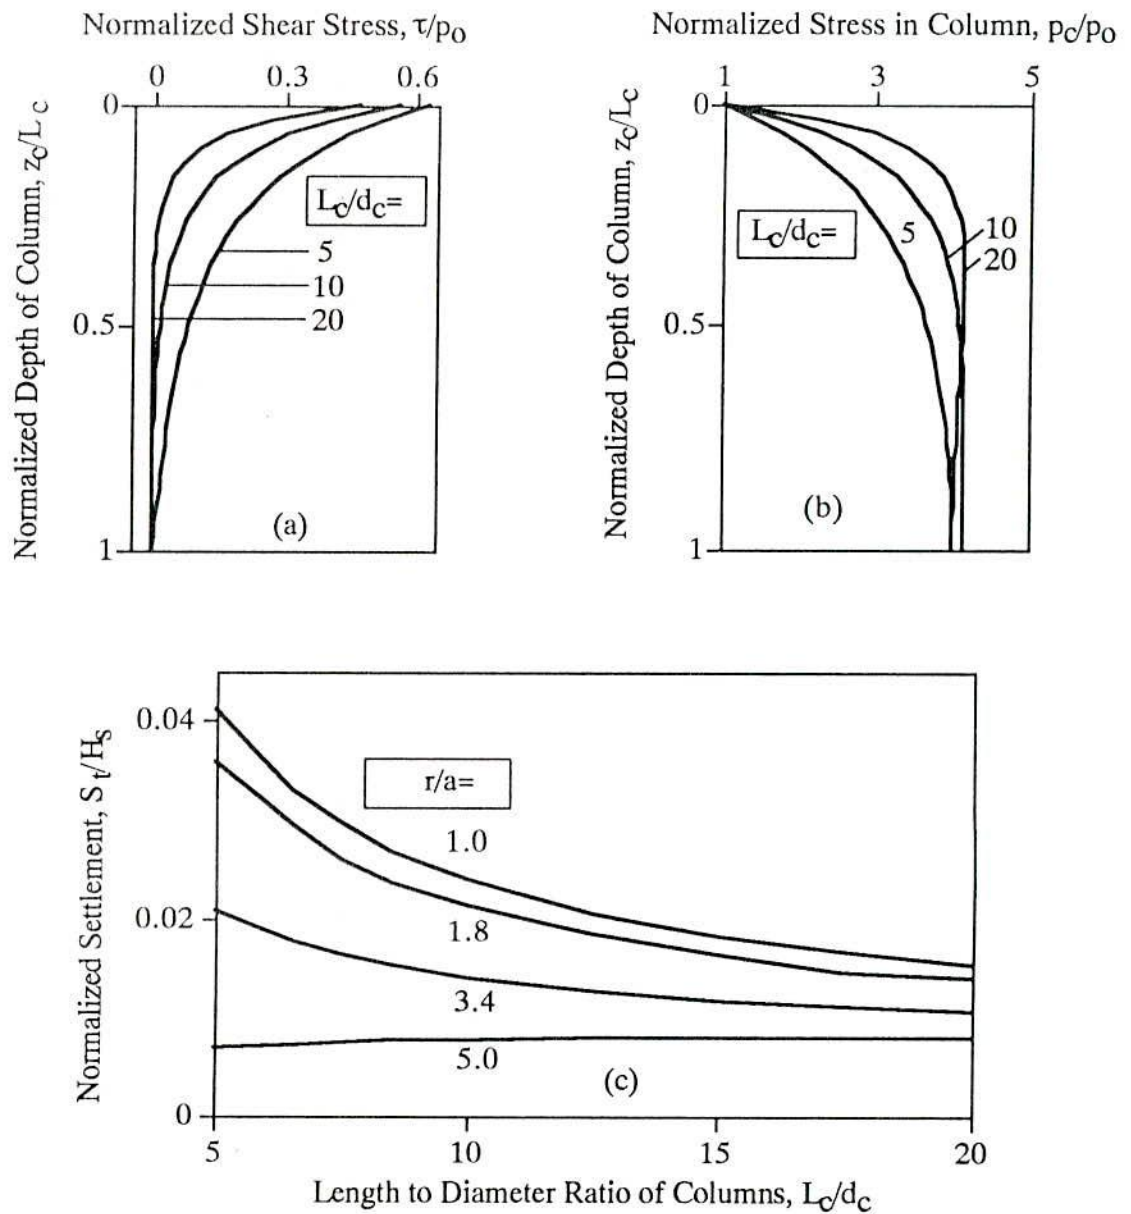 Normalized Shear Stress, τ/po
0 0.3 0.6
Normalized Depth of Column, zc/Lc
0
0.5
1
Lc/dc=
5
10
20
(a)
Normalized Stress in Column, pc/po
1 3 5
Normalized Depth of Column, zc/Lc
0
0.5
1
Lc/dc=
5
10
20
(b)
Normalized Settlement, St/Hs
0.04
0.02
0
r/a=
1.0
1.8
3.4
5.0
(c)
5 10 15 20
Length to Diameter Ratio of Columns, Lc/dc